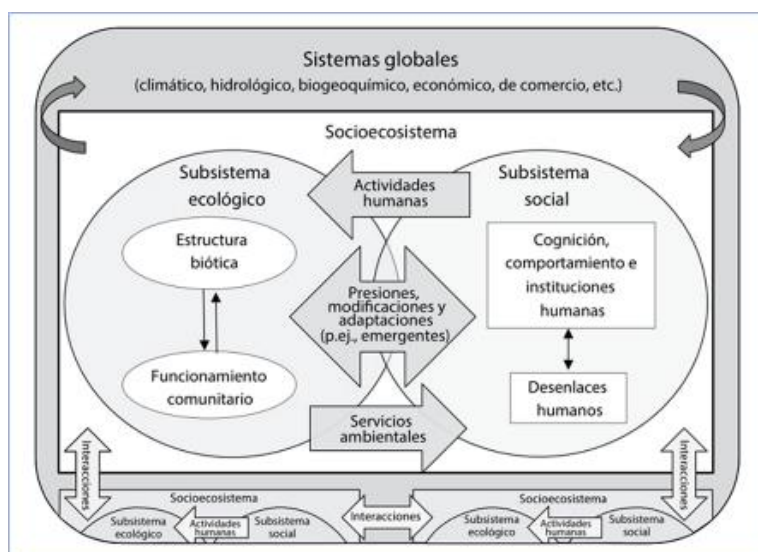 Sistemas globales
(climático, hidrológico, biogeoquímico, económico, de comercio, etc.)
Socioecosistema
Subsistema
ecológico
Actividades
humanas
Subsistema
social
Estructura
biótica
Cognición,
comportamiento e
instituciones
humanas
Presiones,
modificaciones y
adaptaciones
(p.ej., emergentes)
Funcionamiento
comunitario
Desenlaces
humanos
Servicios
ambientales
Interacciones
Interacciones
Socioecosistema
Subsistema
ecológico
Actividades
humanas
Subsistema
social
Interacciones
Socioecosistema
Subsistema
ecológico
Actividades
humanas
Subsistema
social